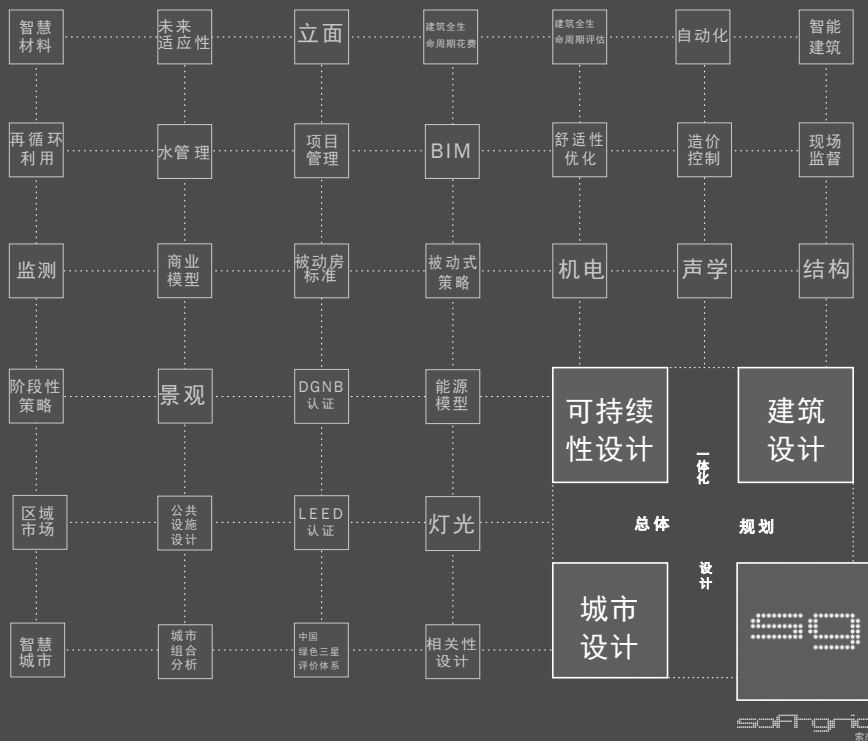 智慧
材料
未来
适应性
立面
建筑全生
命周期花费
建筑全生
命周期评估
自动化
智能
建筑
再循环
利用
水管理
项目
管理
BIM
舒适性
优化
造价
控制
现场
监督
监测
商业
模型
被动房
标准
被动式
策略
机电
声学
结构
阶段性
策略
景观
DGNB
认证
能源
模型
可持续
性设计
建筑
设计
一体化
总体
规划
设计
区域
市场
公共
设施
设计
LEED
认证
灯光
城市
设计
sg
智慧
城市
城市
组合
分析
中国
绿色三星
评价体系
相关性
设计